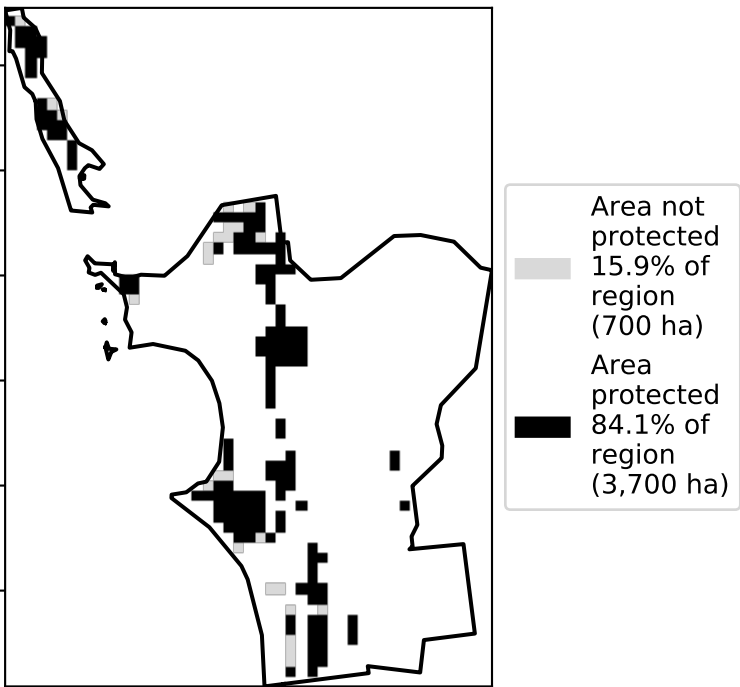 Area not
protected
15.9% of
region
(700 ha)
Area
protected
84.1% of
region
(3,700 ha)